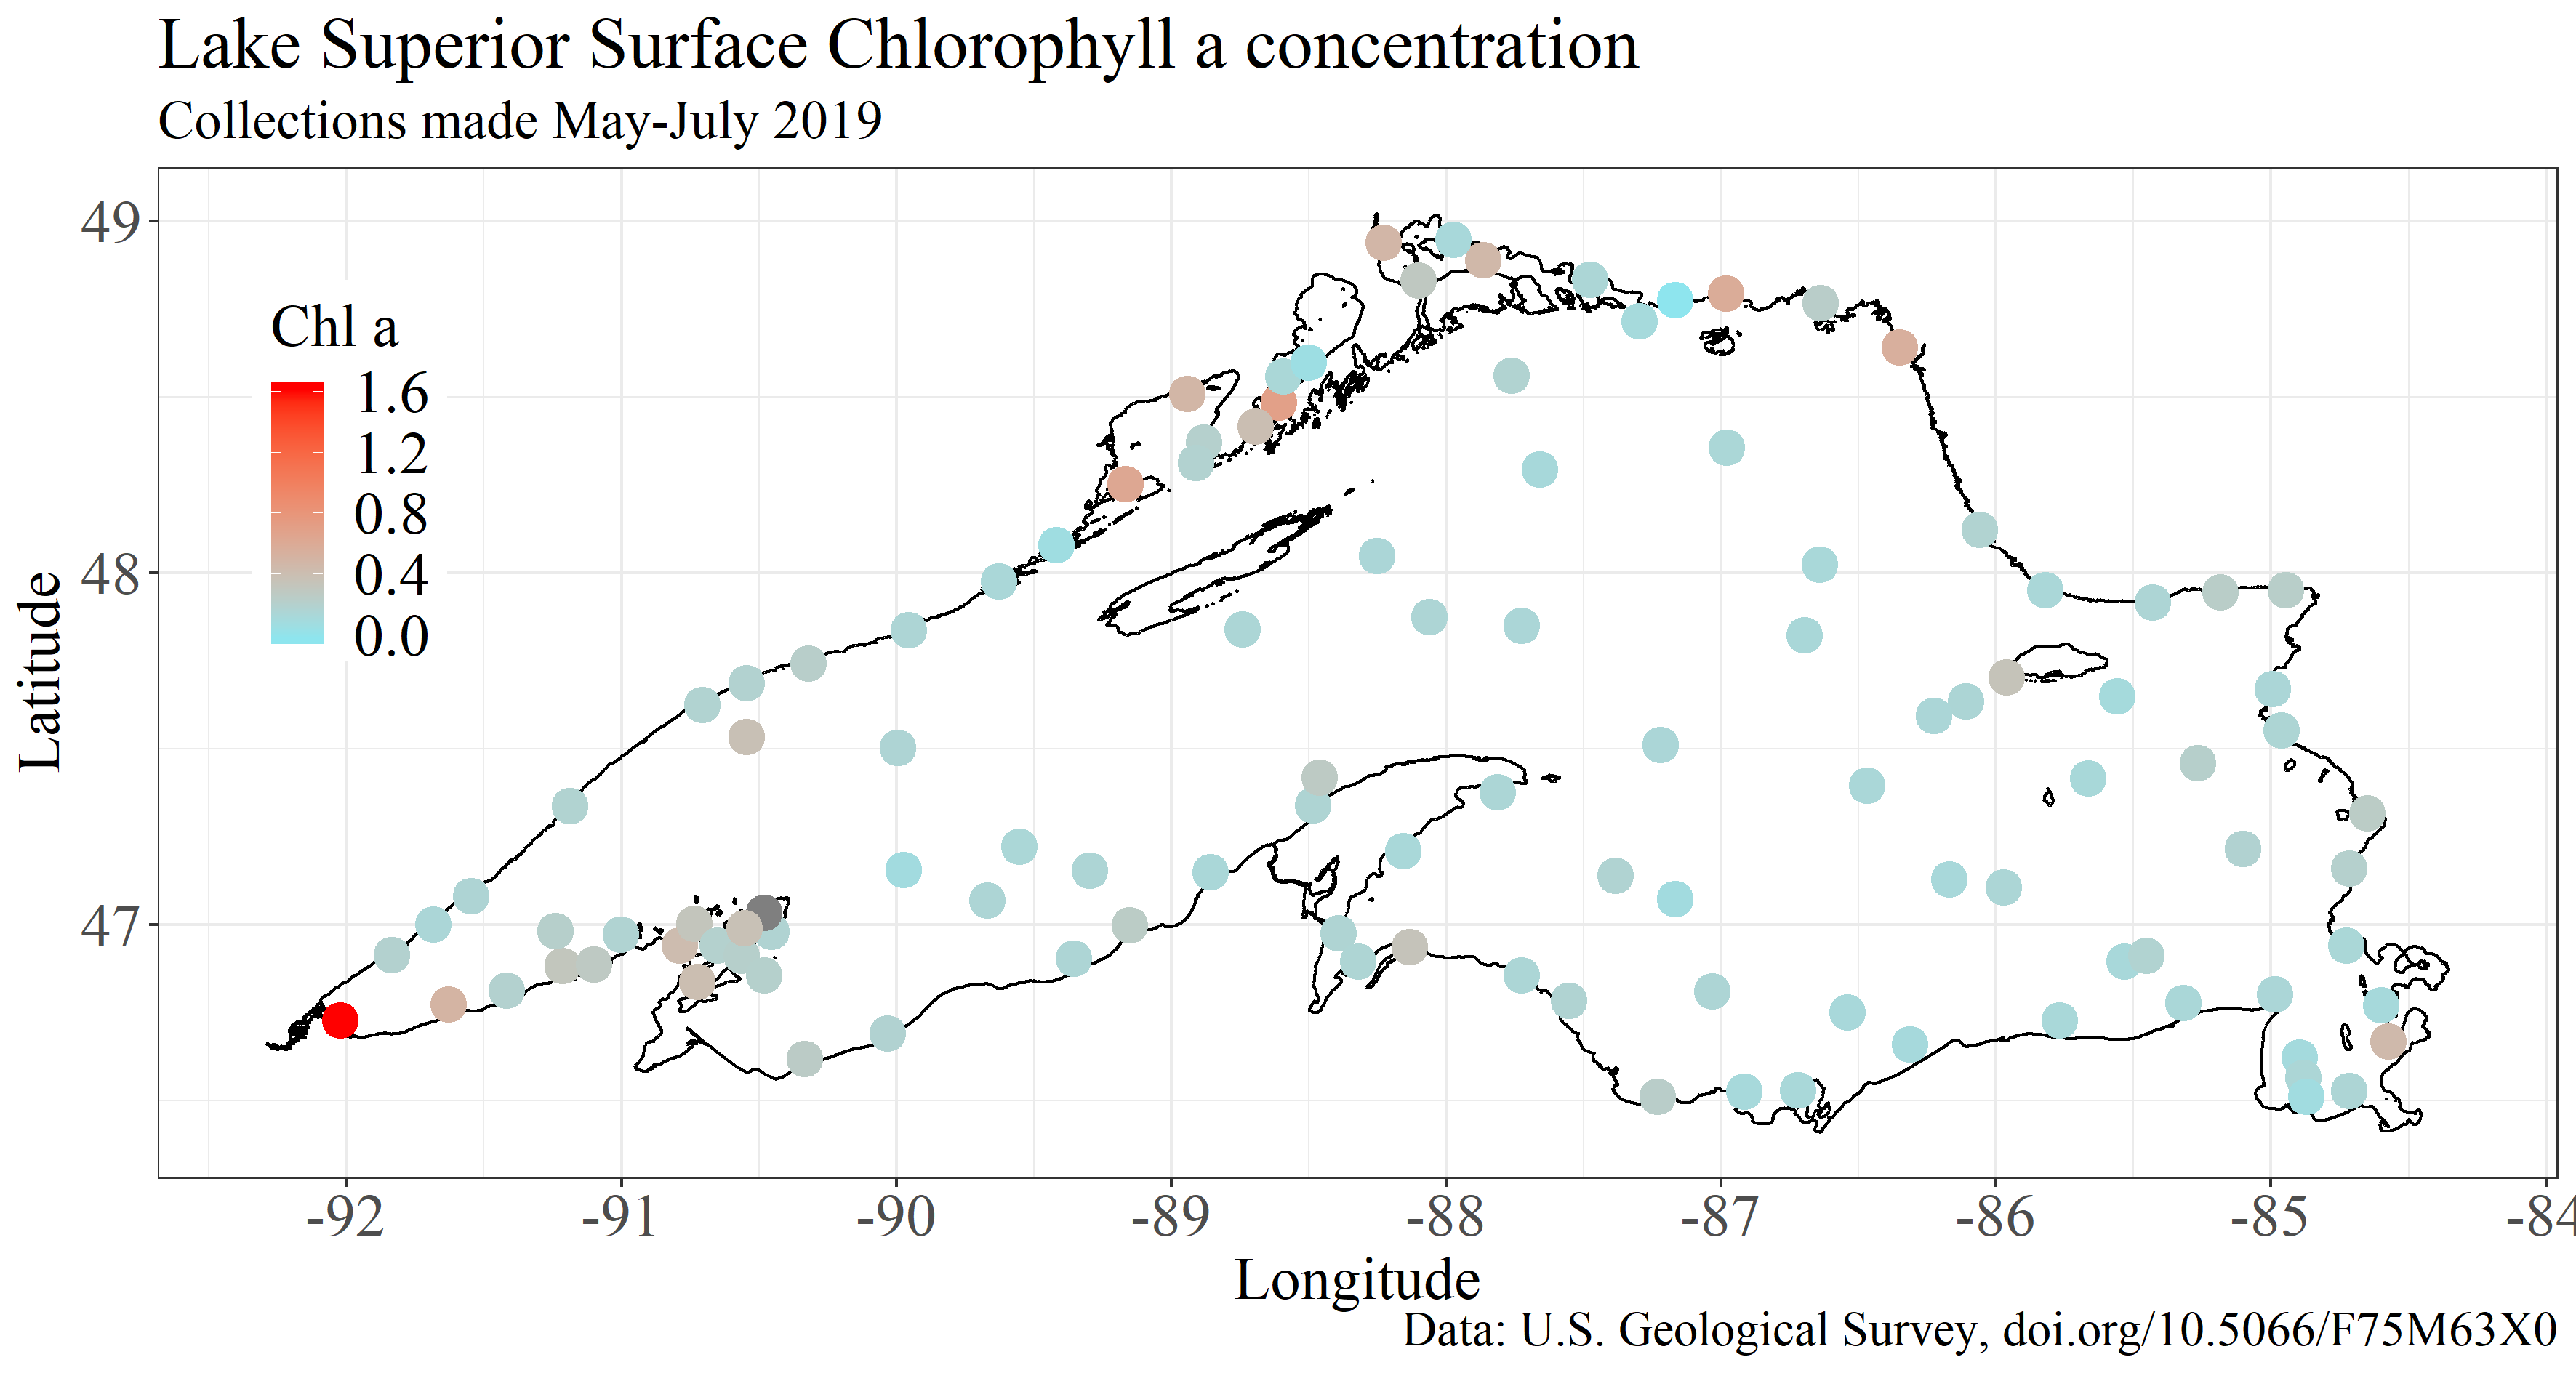 Lake Superior Surface Chlorophyll a concentration
Collections made May-July 2019
49
48
47
Latitude
Chl a
1.6
1.2
0.8
0.4
0.0
-92 -91 -90 -89 -88 -87 -86 -85 -84
Longitude
Data: U.S. Geological Survey, doi.org/10.5066/F75M63X0